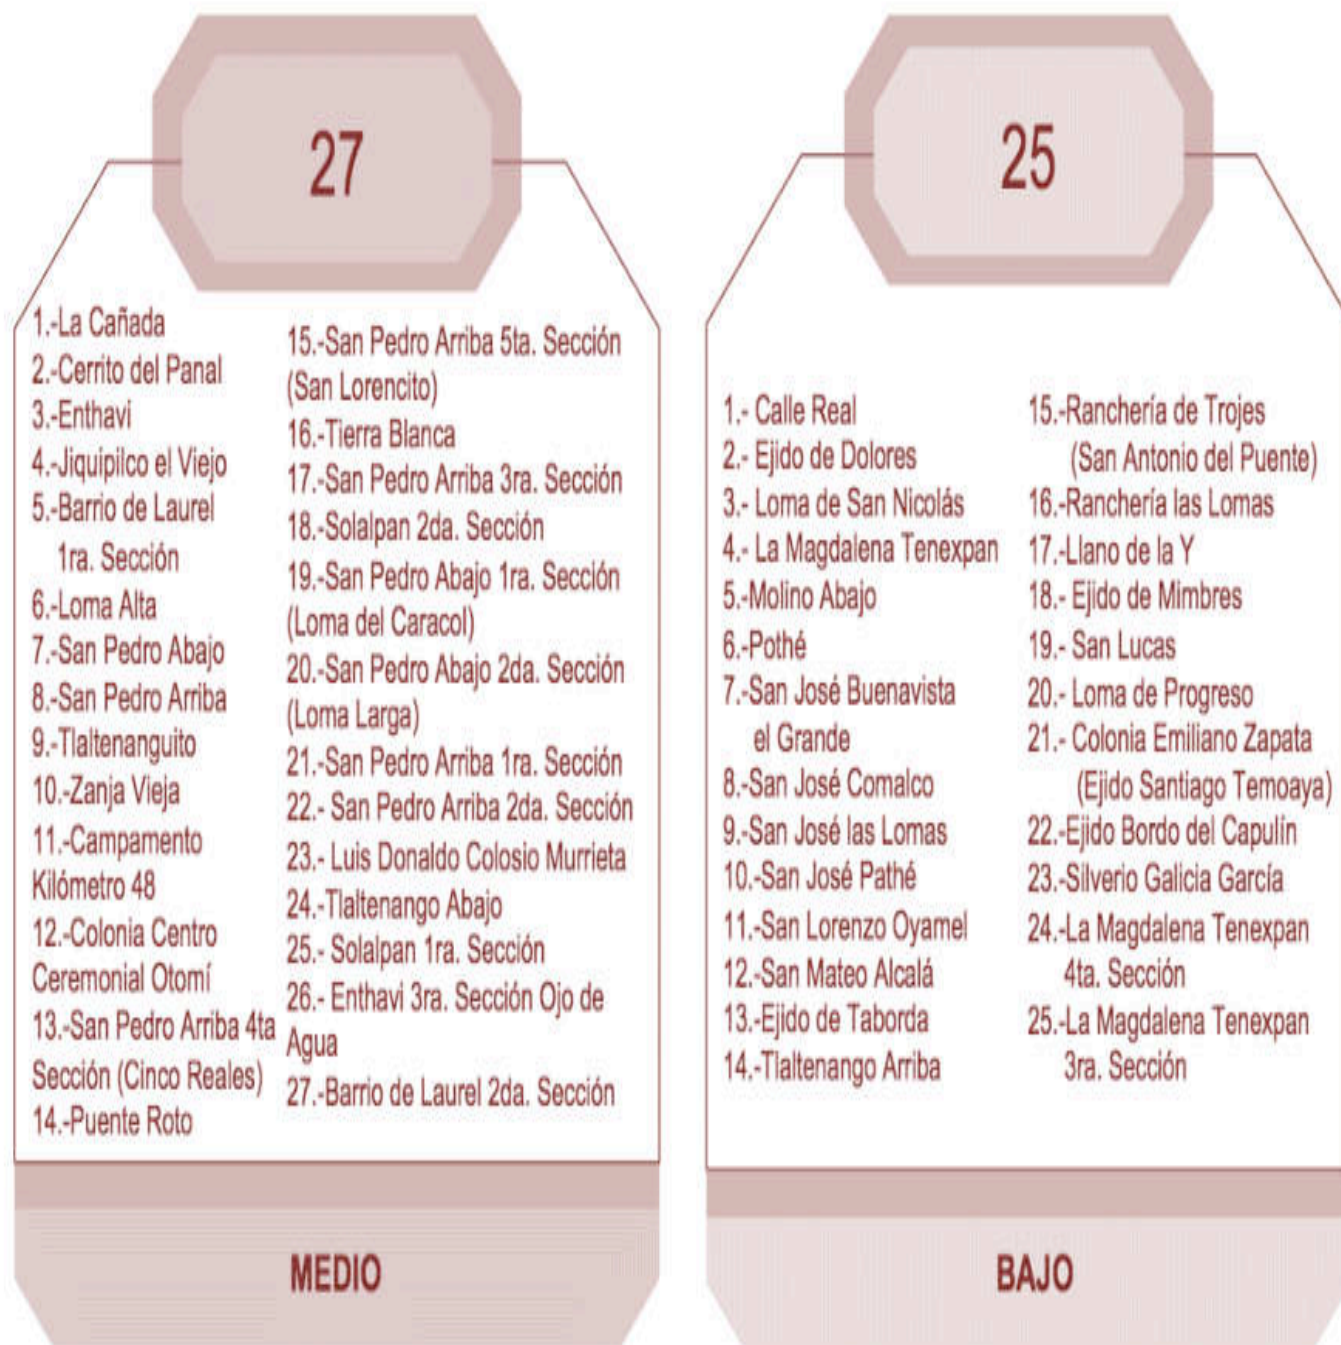 27
1.-La Cañada
2.-Cerrito del Panal
3.-Enthavi
4.-Jiquipilco el Viejo
5.-Barrio de Laurel
1ra. Sección
6.-Loma Alta
7.-San Pedro Abajo
8.-San Pedro Arriba
9.-Tlaltenanguito
10.-Zanja Vieja
11.-Campamento
Kilómetro 48
12.-Colonia Centro
Ceremonial Otomí
13.-San Pedro Arriba 4ta
Sección (Cinco Reales)
14.-Puente Roto
15.-San Pedro Arriba 5ta. Sección
(San Lorencito)
16.-Tierra Blanca
17.-San Pedro Arriba 3ra. Sección
18.-Solalpan 2da. Sección
19.-San Pedro Abajo 1ra. Sección
(Loma del Caracol)
20.-San Pedro Abajo 2da. Sección
(Loma Larga)
21.-San Pedro Arriba 1ra. Sección
22.- San Pedro Arriba 2da. Sección
23.- Luis Donaldo Colosio Murrieta
24.-Tlaltenango Abajo
25.- Solalpan 1ra. Sección
26.- Enthavi 3ra. Sección Ojo de
Agua
27.-Barrio de Laurel 2da. Sección
MEDIO
25
1.- Calle Real
2.- Ejido de Dolores
3.- Loma de San Nicolás
4.- La Magdalena Tenexpan
5.-Molino Abajo
6.-Pothé
7.-San José Buenavista
el Grande
8.-San José Comalco
9.-San José las Lomas
10.-San José Pathé
11.-San Lorenzo Oyamel
12.-San Mateo Alcalá
13.-Ejido de Taborda
14.-Tlaltenango Arriba
15.-Ranchería de Trojes
(San Antonio del Puente)
16.-Ranchería las Lomas
17.-Llano de la Y
18.- Ejido de Mimbres
19.- San Lucas
20.- Loma de Progreso
21.- Colonia Emiliano Zapata
(Ejido Santiago Temoaya)
22.-Ejido Bordo del Capulín
23.-Silverio Galicia García
24.-La Magdalena Tenexpan
4ta. Sección
25.-La Magdalena Tenexpan
3ra. Sección
BAJO